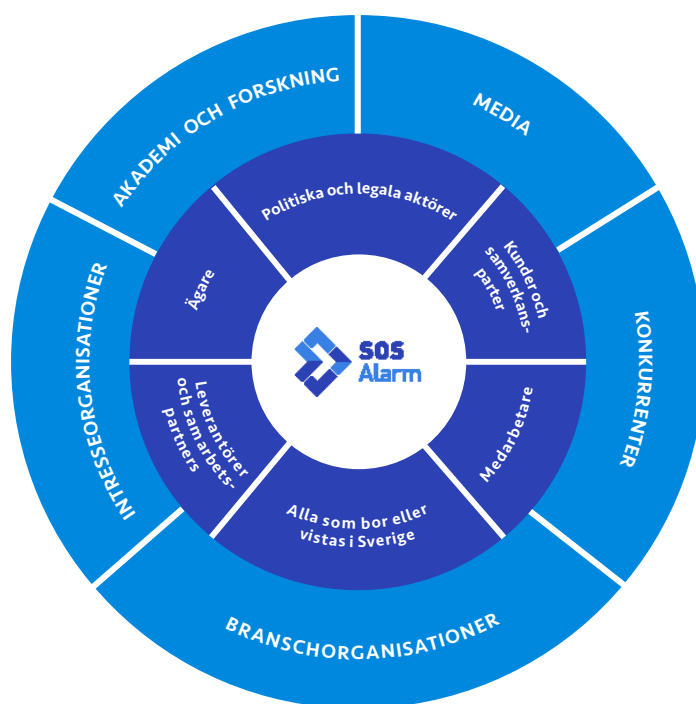 AKADEMI OCH FORSKNING
MEDIA
KONKURRENTER
BRANSCHORGANISATIONER
INTRESSEORGANISATIONER
Politiska och legala aktörer
Kunder och
samverkans-
parter
Medarbetare
Alla som bor eller
vistas i Sverige
Leverantörer
och samarbets-
partners
Ägare
SOS
Alarm